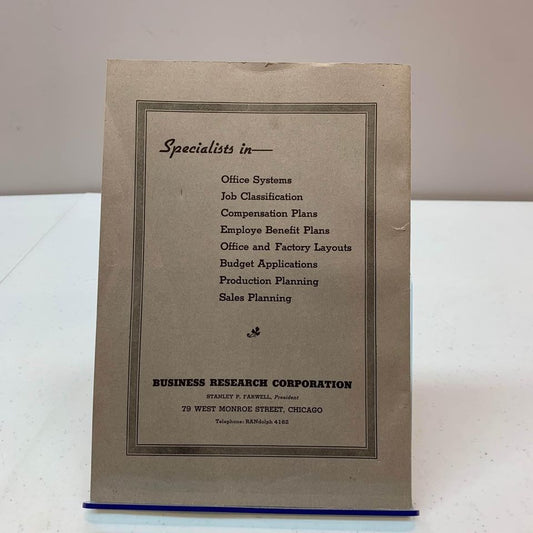 Specialists in—
Office Systems
Job Classification
Compensation Plans
Employe Benefit Plans
Office and Factory Layouts
Budget Applications
Production Planning
Sales Planning
BUSINESS RESEARCH CORPORATION
STANLEY P. FARWELL, President
79 WEST MONROE STREET, CHICAGO
Telephone: RANdolph 4182